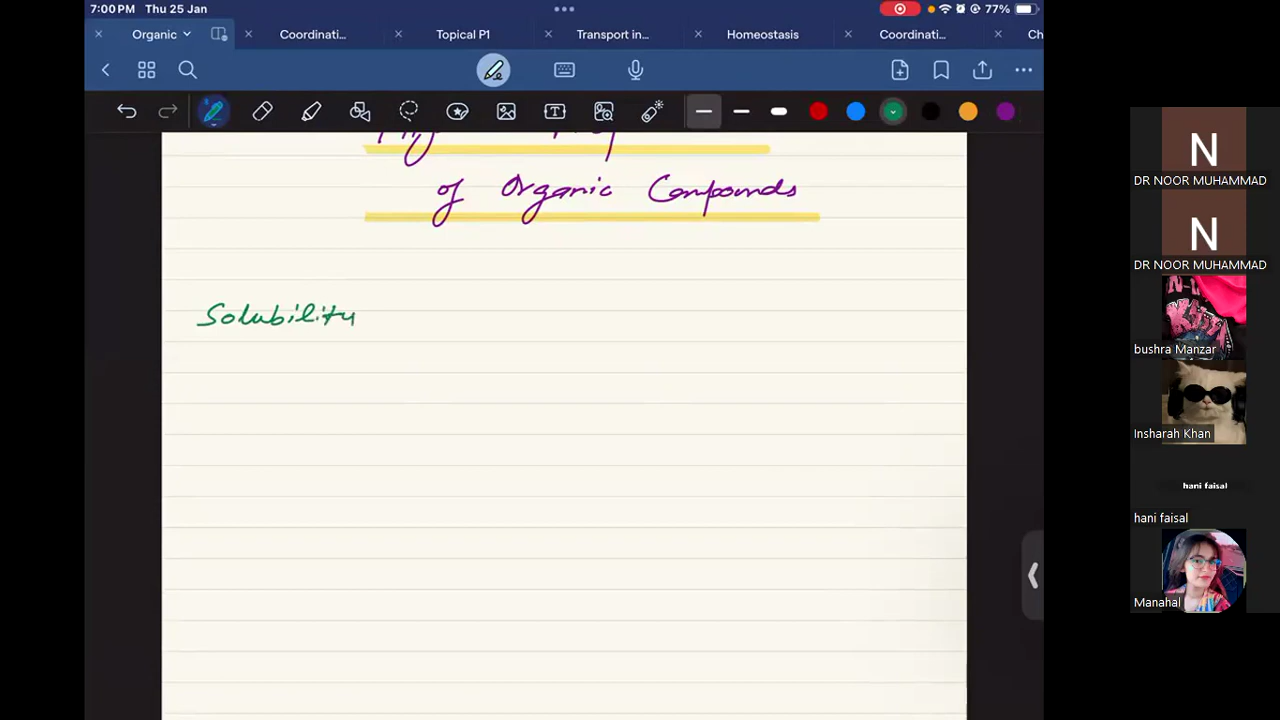 7:00 PM Thu 25 Jan
77%
Organic
Coordinati...
Topical P1
Transport in...
Homeostasis
Coordinati...
Ch
of Organic Compounds
Solubility
N
DR NOOR MUHAMMAD
N
DR NOOR MUHAMMAD
bushra Manzar
Insharah Khan
hani faisal
hani faisal
Manahal